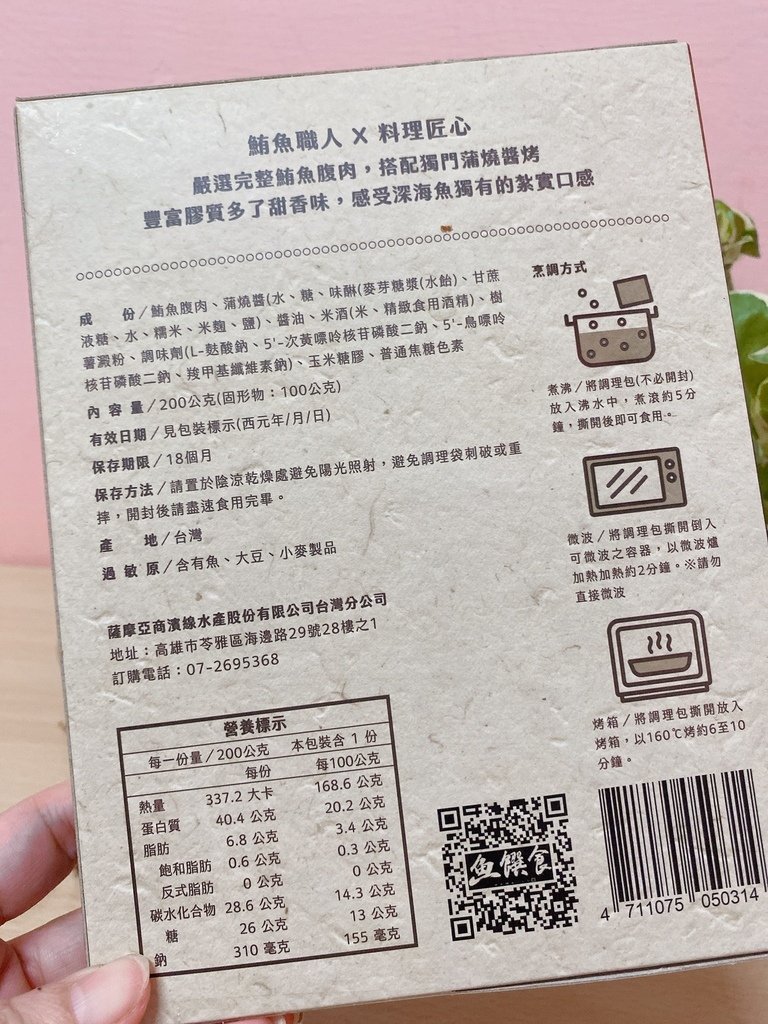 鮪魚職人 X 料理匠心
嚴選完整鮪魚腹肉，搭配獨門蒲燒醬烤
豐富膠質多了甜香味，感受深海魚獨有的紮實口感
成　　份／鮪魚腹肉、蒲燒醬(水、糖、味醂(麥芽糖漿(水飴)、甘蔗
液糖、水、糯米、米麴、鹽)、醬油、米酒(米、精緻食用酒精)、樹
薯澱粉、調味劑(L-麩酸鈉、5'-次黃嘌呤核苷磷酸二鈉、5'-鳥嘌呤
核苷磷酸二鈉、羧甲基纖維素鈉)、玉米糖膠、普通焦糖色素
內 容 量／200公克(固形物：100公克)
有效日期／見包裝標示(西元年/月/日)
保存期限／18個月
保存方法／請置於陰涼乾燥處避免陽光照射，避免調理袋刺破或重
摔，開封後請盡速食用完畢。
產　　地／台灣
過 敏 原／含有魚、大豆、小麥製品
薩摩亞商濱線水產股份有限公司台灣分公司
地址：高雄市苓雅區海邊路29號28樓之1
訂購電話：07-2695368
烹調方式
煮沸／將調理包(不必開封)
放入沸水中，煮滾約5分
鐘，撕開後即可食用。
微波／將調理包撕開倒入
可微波之容器，以微波爐
加熱加熱約2分鐘。※請勿
直接微波
烤箱／將調理包撕開放入
烤箱，以160℃烤約6至10
分鐘。
營養標示
每一份量／200公克　本包裝含 1 份
每份　每100公克
熱量　337.2 大卡　168.6 公克
蛋白質　40.4 公克　20.2 公克
脂肪　6.8 公克　3.4 公克
飽和脂肪　0.6 公克　0.3 公克
反式脂肪　0 公克　0 公克
碳水化合物　28.6 公克　14.3 公克
糖　26 公克　13 公克
鈉　310 毫克　155 毫克
魚饌食
4 711075 050314